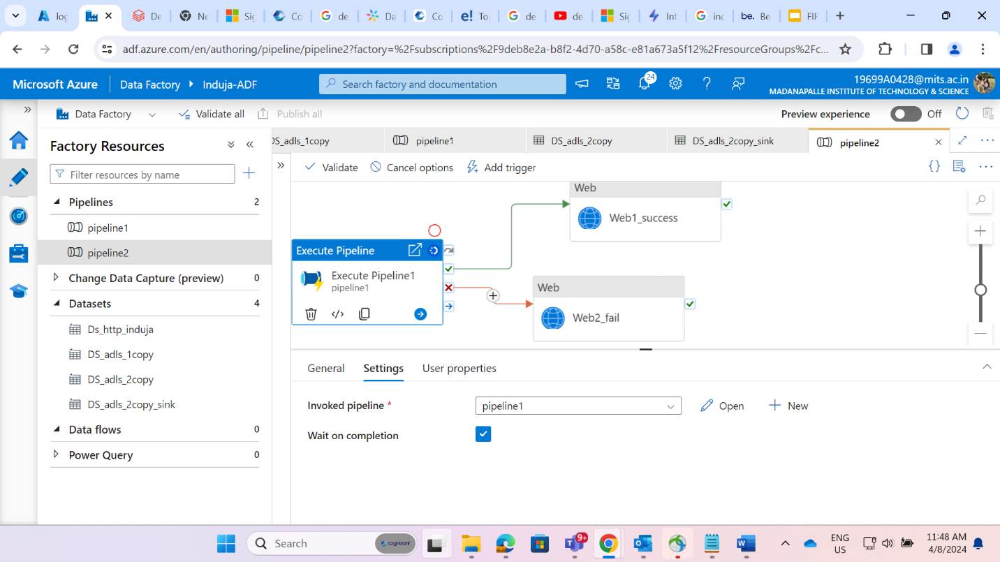 log
De
Ne
Sig
Co
de
Da
Co
Top
de
de
Sig
Int
ind
be. Be
FIF
adf.azure.com/en/authoring/pipeline/pipeline2?factory=%2Fsubscriptions%2F9deb8e2a-b8f2-4d70-a58c-e81a673a5f12%2FresourceGroups%2Fc...
Microsoft Azure
Data Factory
Induja-ADF
Search factory and documentation
24
19699A0428@mits.ac.in
MADANAPALLE INSTITUTE OF TECHNOLOGY & SCIENCE
Data Factory
Validate all
Publish all
Preview experience
Off
Factory Resources
DS_adls_1copy
pipeline1
DS_adls_2copy
DS_adls_2copy_sink
pipeline2
Filter resources by name
Validate
Cancel options
Add trigger
Pipelines 2
pipeline1
pipeline2
Change Data Capture (preview) 0
Datasets 4
Ds_http_induja
DS_adls_1copy
DS_adls_2copy
DS_adls_2copy_sink
Data flows 0
Power Query 0
Web
Web1_success
Execute Pipeline
Execute Pipeline1
pipeline1
Web
Web2_fail
General
Settings
User properties
Invoked pipeline *
pipeline1
Open
New
Wait on completion
Search
cognizant
9+
ENG
US
11:48 AM
4/8/2024